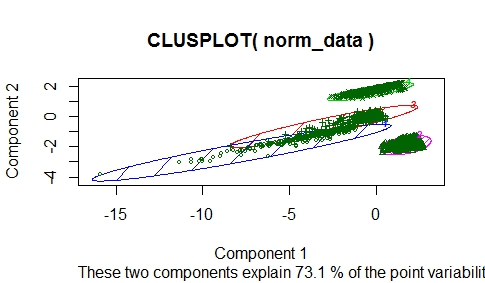 CLUSPLOT( norm_data )
Component 2
2
0
-2
-4
-15
-10
-5
0
Component 1
These two components explain 73.1 % of the point variabilit